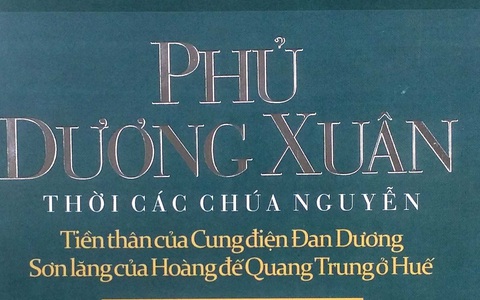 PHỦ
DƯƠNG XUÂN
THỜI CÁC CHÚA NGUYỄN
Tiền thân của Cung điện Đan Dương
Sơn lăng của Hoàng đế Quang Trung ở Huế